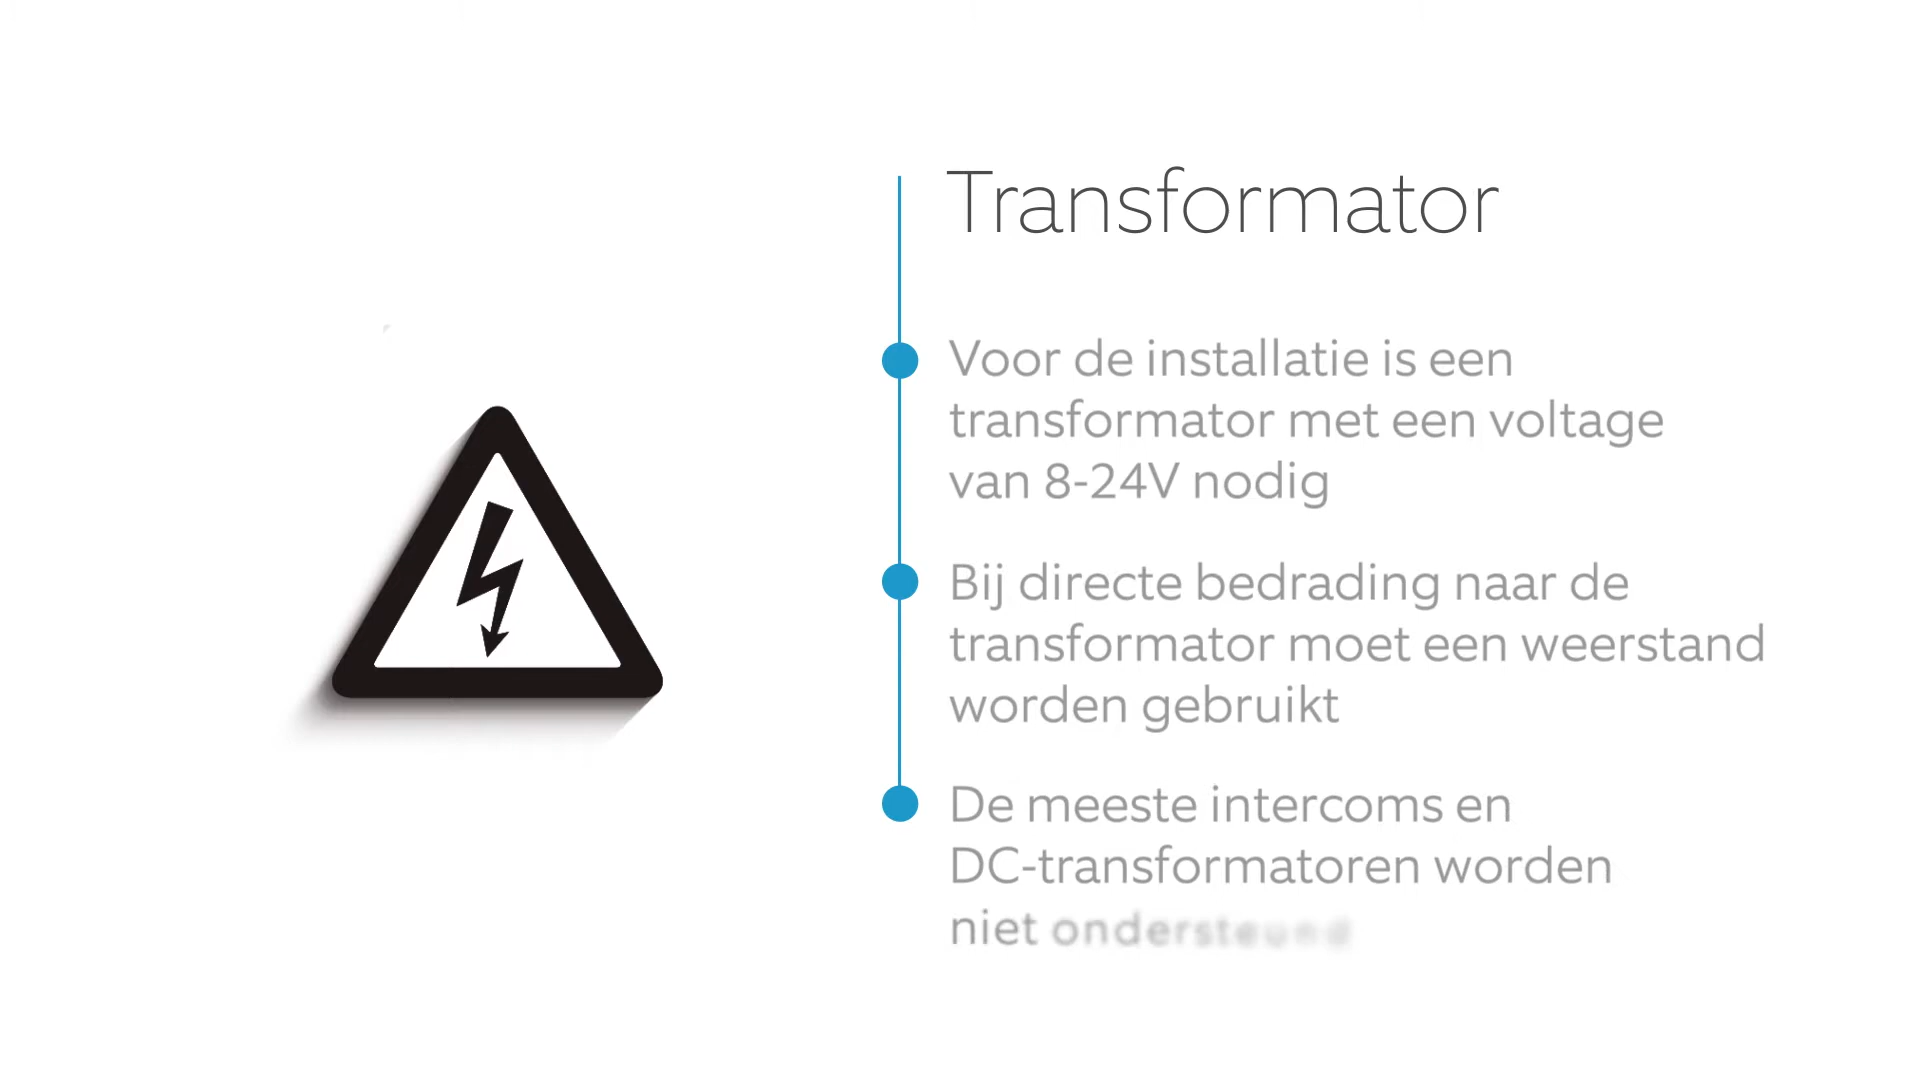 Transformator
Voor de installatie is een
transformator met een voltage
van 8-24V nodig
Bij directe bedrading naar de
transformator moet een weerstand
worden gebruikt
De meeste intercoms en
DC-transformatoren worden
niet ondersteund